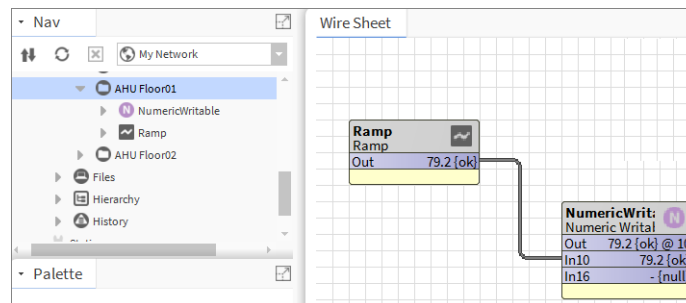 Nav
Wire Sheet
My Network
AHU Floor01
N NumericWritable
Ramp
AHU Floor02
Files
Hierarchy
History
Palette
Ramp
Ramp
Out 79.2 {ok}
NumericWrit: N
Numeric Writal
Out 79.2 {ok} @ 10
In10 79.2 {ok
In16 - {null